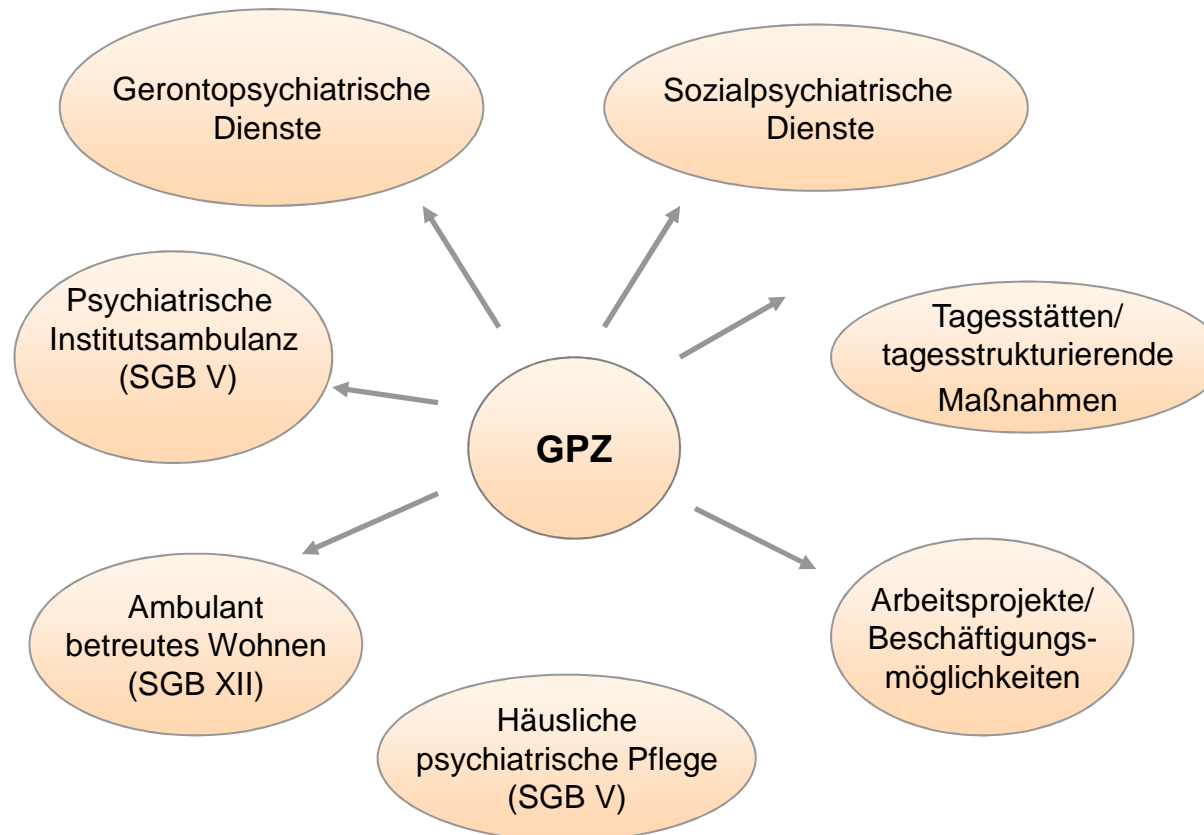 Gerontopsychiatrische
Dienste
Sozialpsychiatrische
Dienste
Psychiatrische
Institutsambulanz
(SGB V)
Tagesstätten/
tagesstrukturierende
Maßnahmen
GPZ
Ambulant
betreutes Wohnen
(SGB XII)
Arbeitsprojekte/
Beschäftigungs-
möglichkeiten
Häusliche
psychiatrische Pflege
(SGB V)